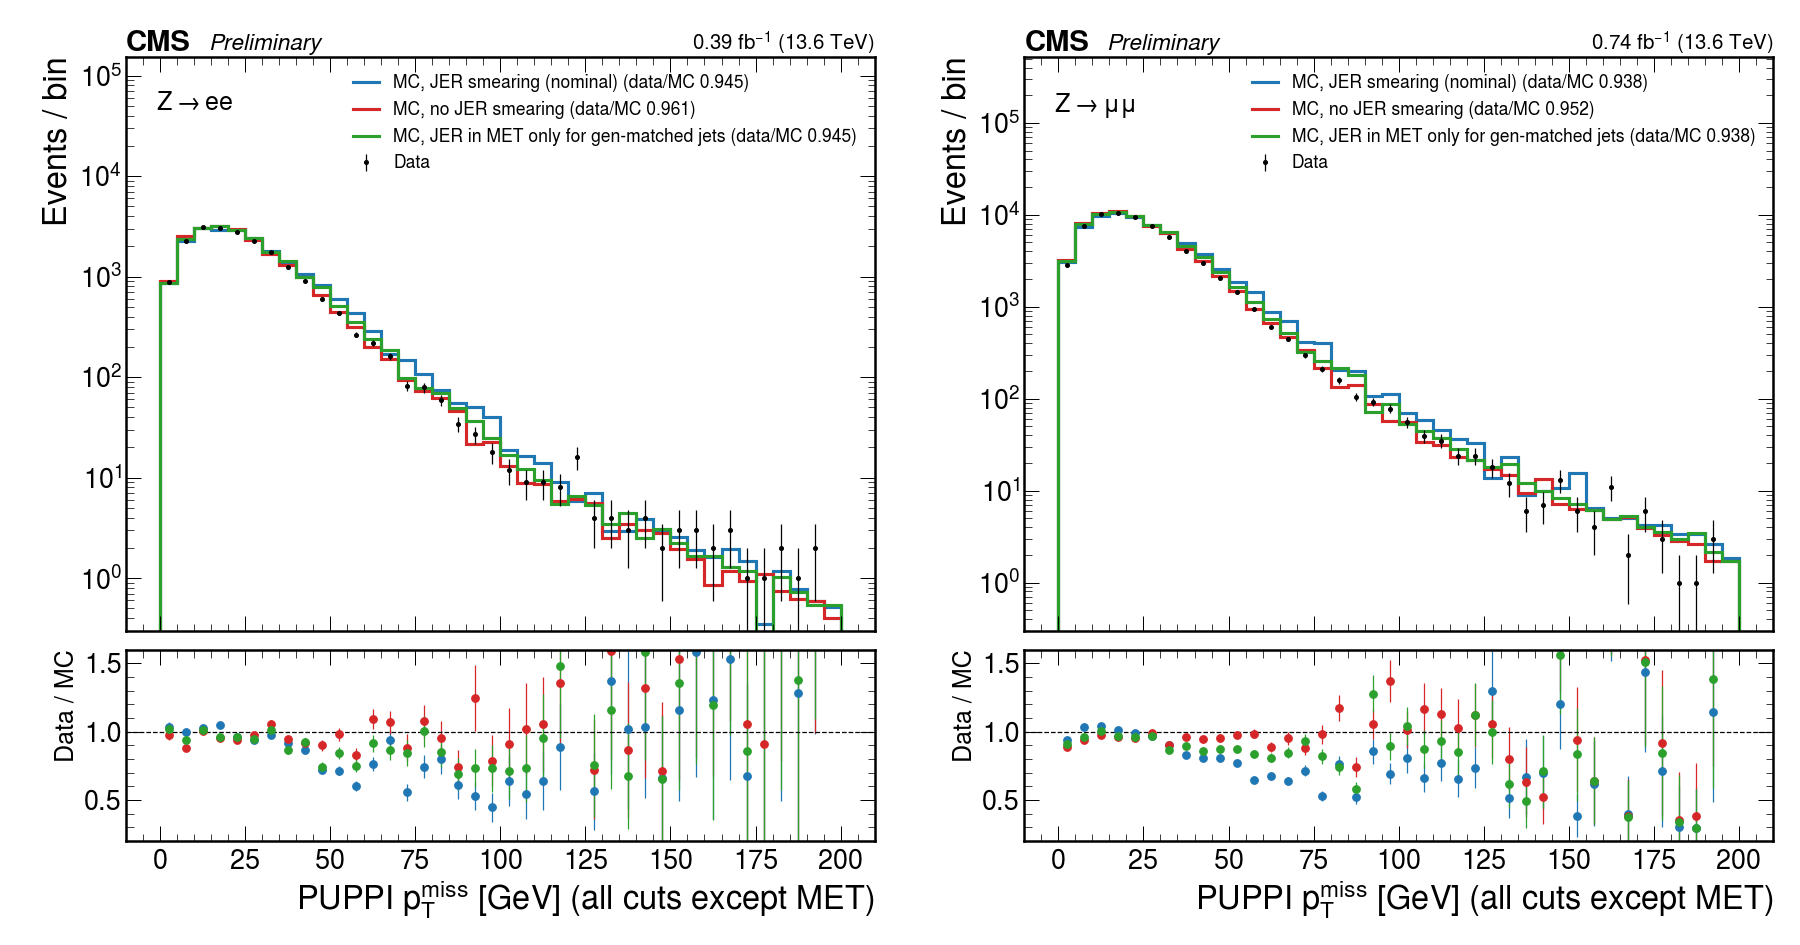 CMS Preliminary 0.39 fb⁻¹ (13.6 TeV)
Z → ee
MC, JER smearing (nominal) (data/MC 0.945)
MC, no JER smearing (data/MC 0.961)
MC, JER in MET only for gen-matched jets (data/MC 0.945)
Data
Events / bin
10⁵
10⁴
10³
10²
10¹
10⁰
Data / MC
1.5
1.0
0.5
0 25 50 75 100 125 150 175 200
PUPPI p_T^miss [GeV] (all cuts except MET)
CMS Preliminary 0.74 fb⁻¹ (13.6 TeV)
Z → μμ
MC, JER smearing (nominal) (data/MC 0.938)
MC, no JER smearing (data/MC 0.952)
MC, JER in MET only for gen-matched jets (data/MC 0.938)
Data
Events / bin
10⁵
10⁴
10³
10²
10¹
10⁰
Data / MC
1.5
1.0
0.5
0 25 50 75 100 125 150 175 200
PUPPI p_T^miss [GeV] (all cuts except MET)